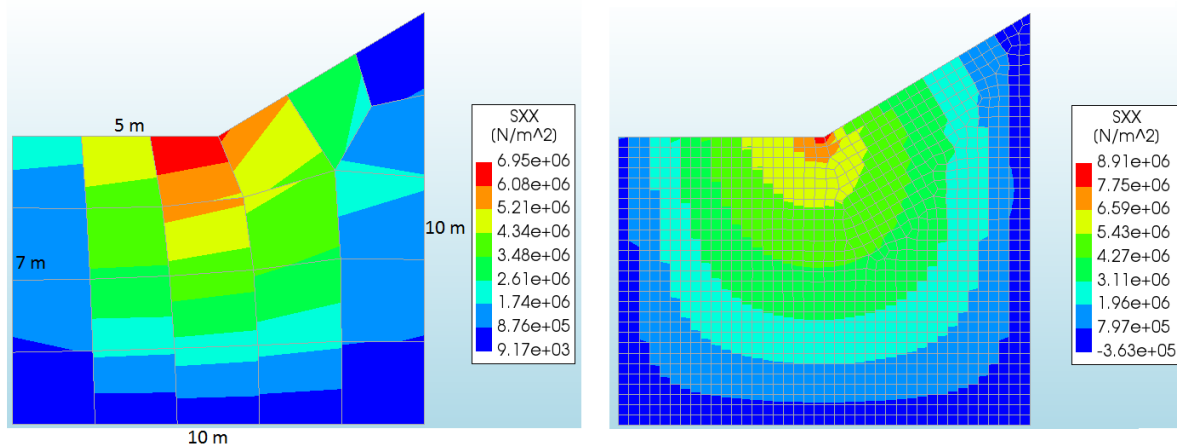 5 m
7 m
10 m
10 m
SXX
(N/m^2)
6.95e+06
6.08e+06
5.21e+06
4.34e+06
3.48e+06
2.61e+06
1.74e+06
8.76e+05
9.17e+03
SXX
(N/m^2)
8.91e+06
7.75e+06
6.59e+06
5.43e+06
4.27e+06
3.11e+06
1.96e+06
7.97e+05
-3.63e+05